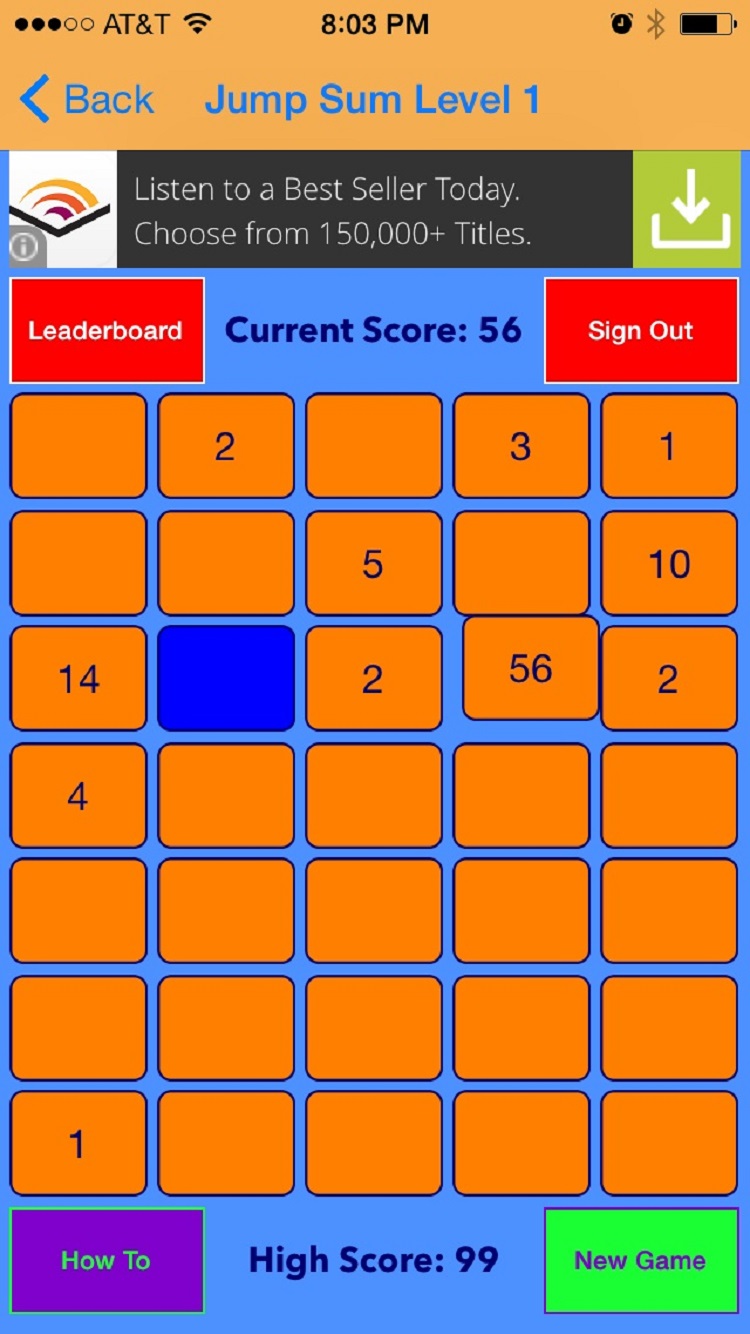 AT&T 8:03 PM
Back Jump Sum Level 1
Listen to a Best Seller Today.
Choose from 150,000+ Titles.
Leaderboard Current Score: 56 Sign Out
2 3 1
5 10
14 2 56 2
4
1
How To High Score: 99 New Game